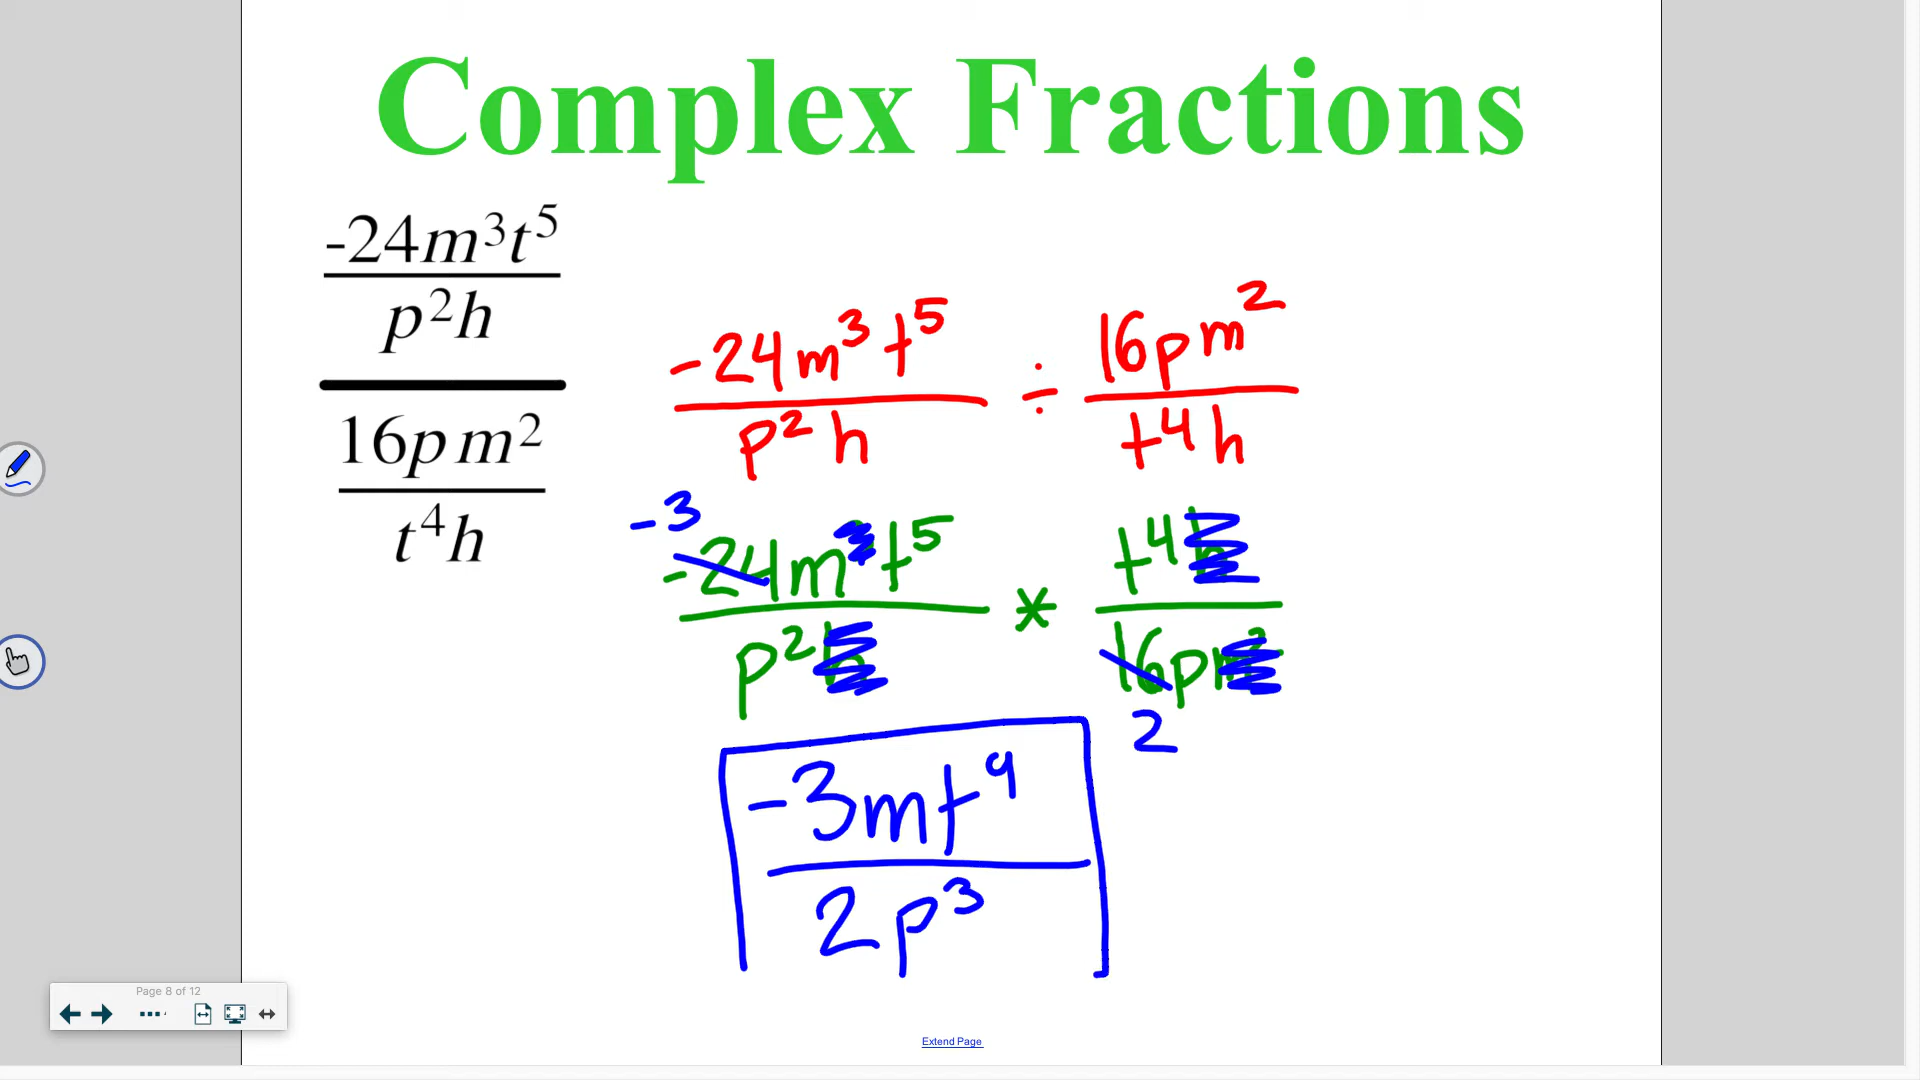 Complex Fractions
-24m³t⁵
p²h
16pm²
t⁴h
-24m³t⁵ ÷ 16pm²
p²h t⁴h
-3
-24m³t⁵ * t⁴h
p²h 16pm²
2
-3mt⁹
2p³
Page 8 of 12
Extend Page